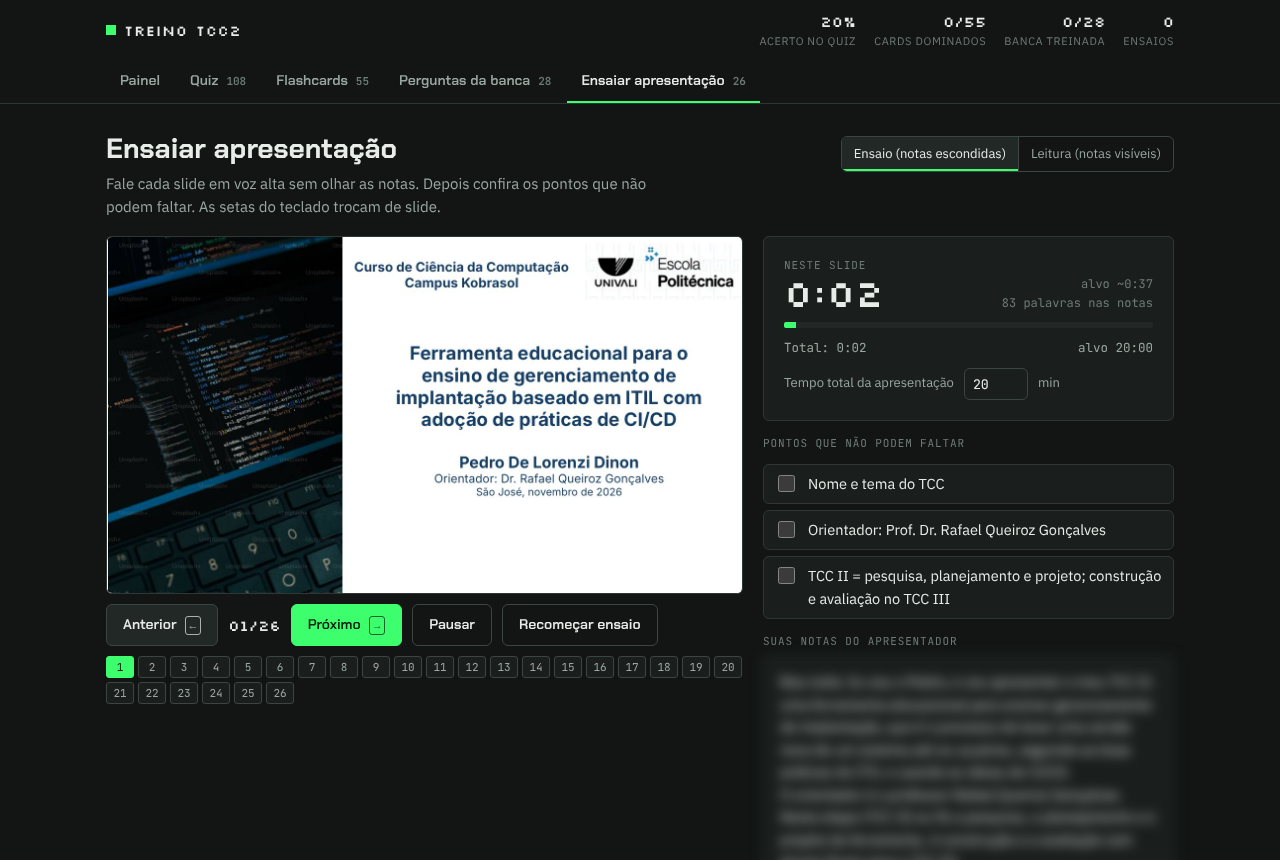 TREINO TCC2
20%
ACERTO NO QUIZ
0/55
CARDS DOMINADOS
0/28
BANCA TREINADA
0
ENSAIOS
Painel
Quiz 108
Flashcards 55
Perguntas da banca 28
Ensaiar apresentação 26
Ensaiar apresentação
Fale cada slide em voz alta sem olhar as notas. Depois confira os pontos que não
podem faltar. As setas do teclado trocam de slide.
Ensaio (notas escondidas)
Leitura (notas visíveis)
Curso de Ciência da Computação
Campus Kobrasol
UNIVALI
Escola
Politécnica
Ferramenta educacional para o
ensino de gerenciamento de
implantação baseado em ITIL com
adoção de práticas de CI/CD
Pedro De Lorenzi Dinon
Orientador: Dr. Rafael Queiroz Gonçalves
São José, novembro de 2026
Anterior ←
01/26
Próximo →
Pausar
Recomeçar ensaio
1 2 3 4 5 6 7 8 9 10 11 12 13 14 15 16 17 18 19 20
21 22 23 24 25 26
NESTE SLIDE
0:02
alvo ~0:37
83 palavras nas notas
Total: 0:02
alvo 20:00
Tempo total da apresentação 20 min
PONTOS QUE NÃO PODEM FALTAR
Nome e tema do TCC
Orientador: Prof. Dr. Rafael Queiroz Gonçalves
TCC II = pesquisa, planejamento e projeto; construção
e avaliação no TCC III
SUAS NOTAS DO APRESENTADOR